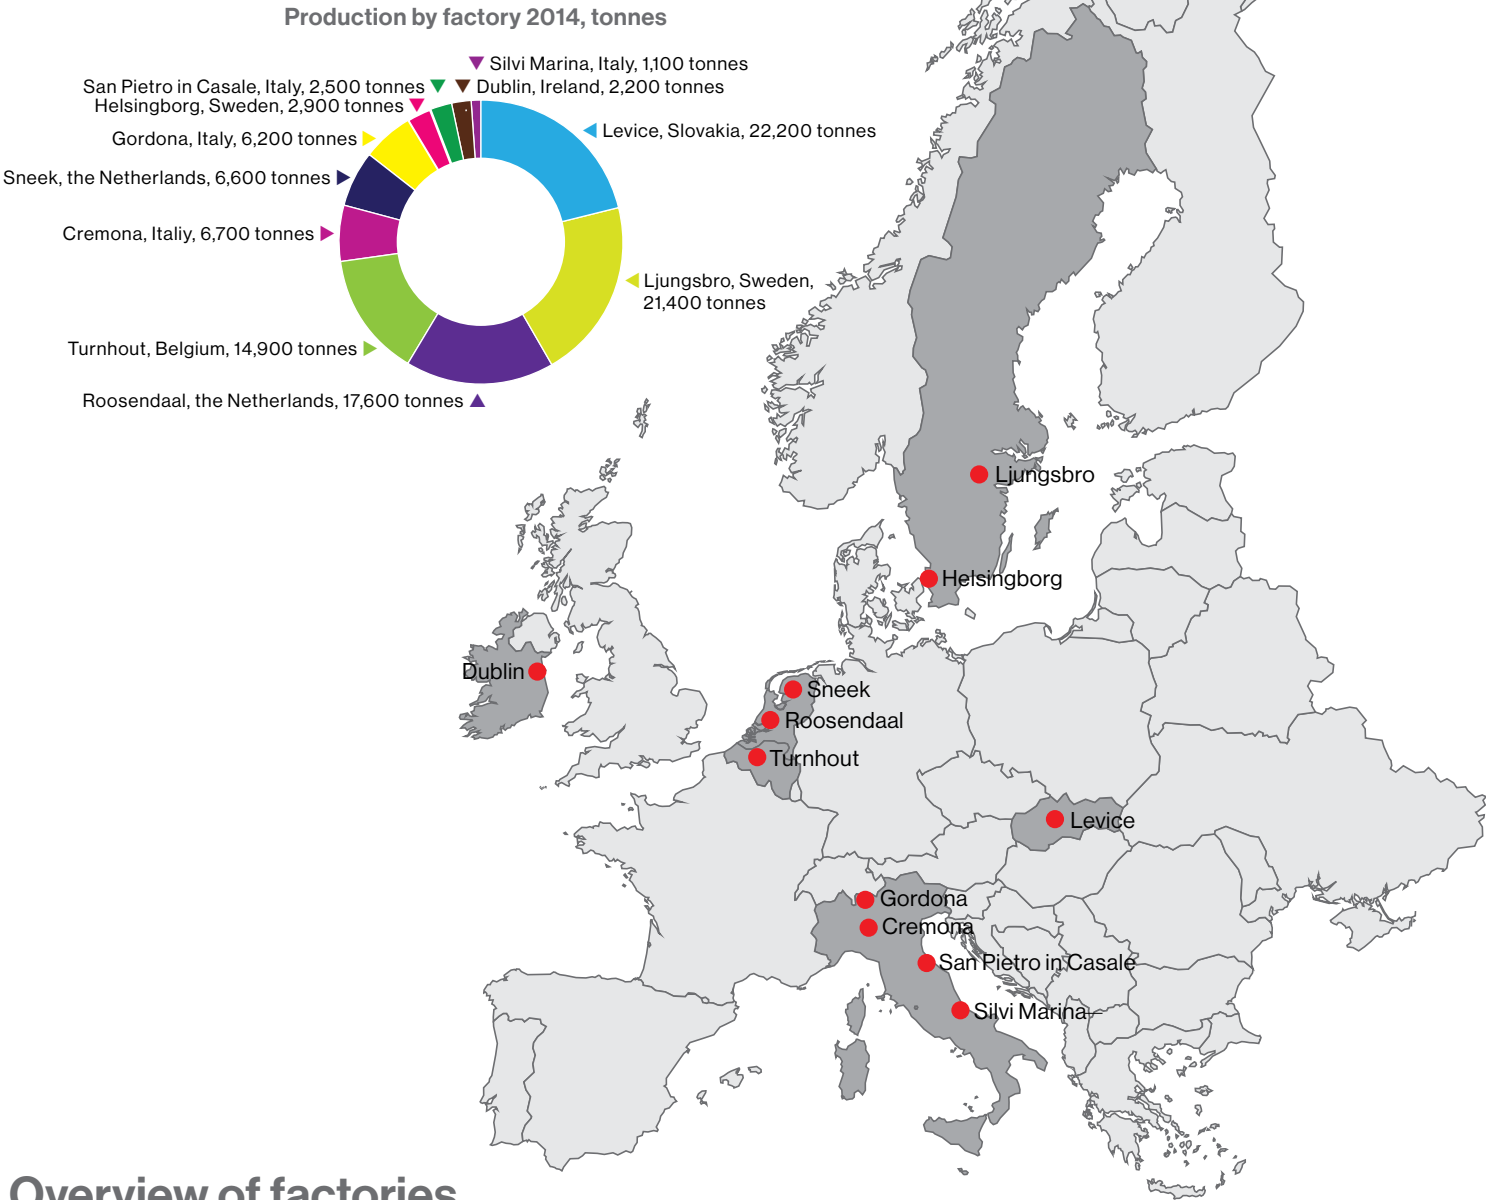 Production by factory 2014, tonnes
Silvi Marina, Italy, 1,100 tonnes
San Pietro in Casale, Italy, 2,500 tonnes
Dublin, Ireland, 2,200 tonnes
Helsingborg, Sweden, 2,900 tonnes
Levice, Slovakia, 22,200 tonnes
Gordona, Italy, 6,200 tonnes
Sneek, the Netherlands, 6,600 tonnes
Cremona, Italiy, 6,700 tonnes
Ljungsbro, Sweden,
21,400 tonnes
Turnhout, Belgium, 14,900 tonnes
Roosendaal, the Netherlands, 17,600 tonnes
Ljungsbro
Helsingborg
Dublin
Sneek
Roosendaal
Turnhout
Levice
Gordona
Cremona
San Pietro in Casale
Silvi Marina
Overview of factories